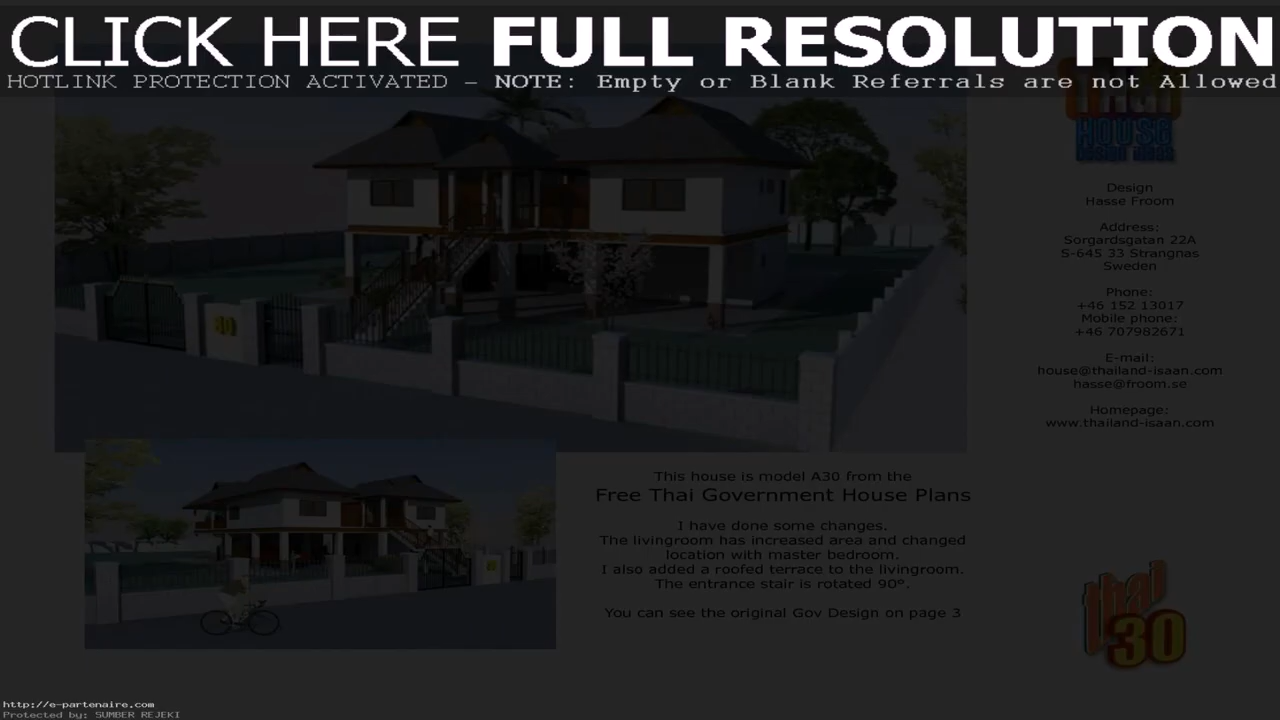 CLICK HERE FULL RESOLUTION
HOTLINK PROTECTION ACTIVATED – NOTE: Empty or Blank Referrals are not Allowed
THAI
HOUSE
DESIGN IDEAS
Design
Hasse Froom
Address:
Sorgardsgatan 22A
S-645 33 Strangnas
Sweden
Phone:
+46 152 13017
Mobile phone:
+46 707982671
E-mail:
house@thailand-isaan.com
hasse@froom.se
Homepage:
www.thailand-isaan.com
30
This house is model A30 from the
Free Thai Government House Plans
I have done some changes.
The livingroom has increased area and changed
location with master bedroom.
I also added a roofed terrace to the livingroom.
The entrance stair is rotated 90°.
You can see the original Gov Design on page 3
thai
30
http://e-partenaire.com
Protected by: SUMBER REJEKI